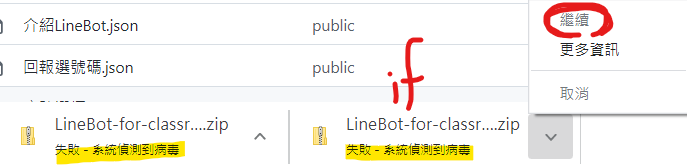 介紹LineBot.json
public
繼續
回報選號碼.json
public
更多資訊
if
取消
LineBot-for-classr....zip
失敗 - 系統偵測到病毒
LineBot-for-classr....zip
失敗 - 系統偵測到病毒